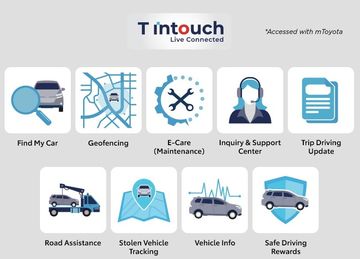 T intouch
Live Connected
*Accessed with mToyota
Find My Car
Geofencing
E-Care
(Maintenance)
Inquiry & Support
Center
Trip Driving
Update
Road Assistance
Stolen Vehicle
Tracking
Vehicle Info
Safe Driving
Rewards